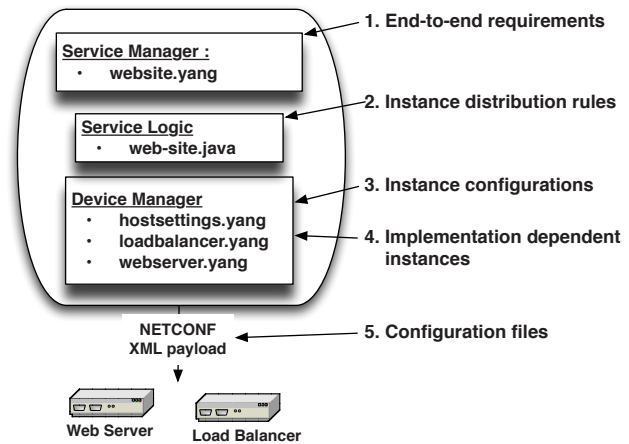 1. End-to-end requirements
Service Manager :
• website.yang
2. Instance distribution rules
Service Logic
• web-site.java
3. Instance configurations
Device Manager
• hostsettings.yang
• loadbalancer.yang
• webserver.yang
4. Implementation dependent
instances
NETCONF
XML payload
5. Configuration files
Web Server
Load Balancer